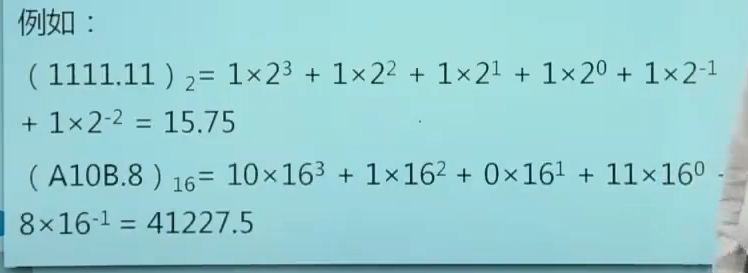 例如：
（1111.11）₂= 1×2³ + 1×2² + 1×2¹ + 1×2⁰ + 1×2⁻¹
+ 1×2⁻² = 15.75
（A10B.8）₁₆= 10×16³ + 1×16² + 0×16¹ + 11×16⁰
8×16⁻¹ = 41227.5